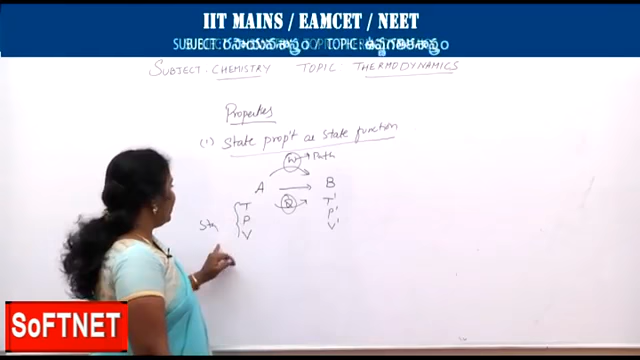 IIT MAINS / EAMCET / NEET
SUBJECT: రసాయనశాస్త్రం / TOPIC: ఉష్ణగతికశాస్త్రం
SUBJECT: CHEMISTRY TOPIC: THERMODYNAMICS
Properties
(1) State prop't or State function
W → Path
A → B
Q
T T'
P P'
V V'
Sta
SoFTNET